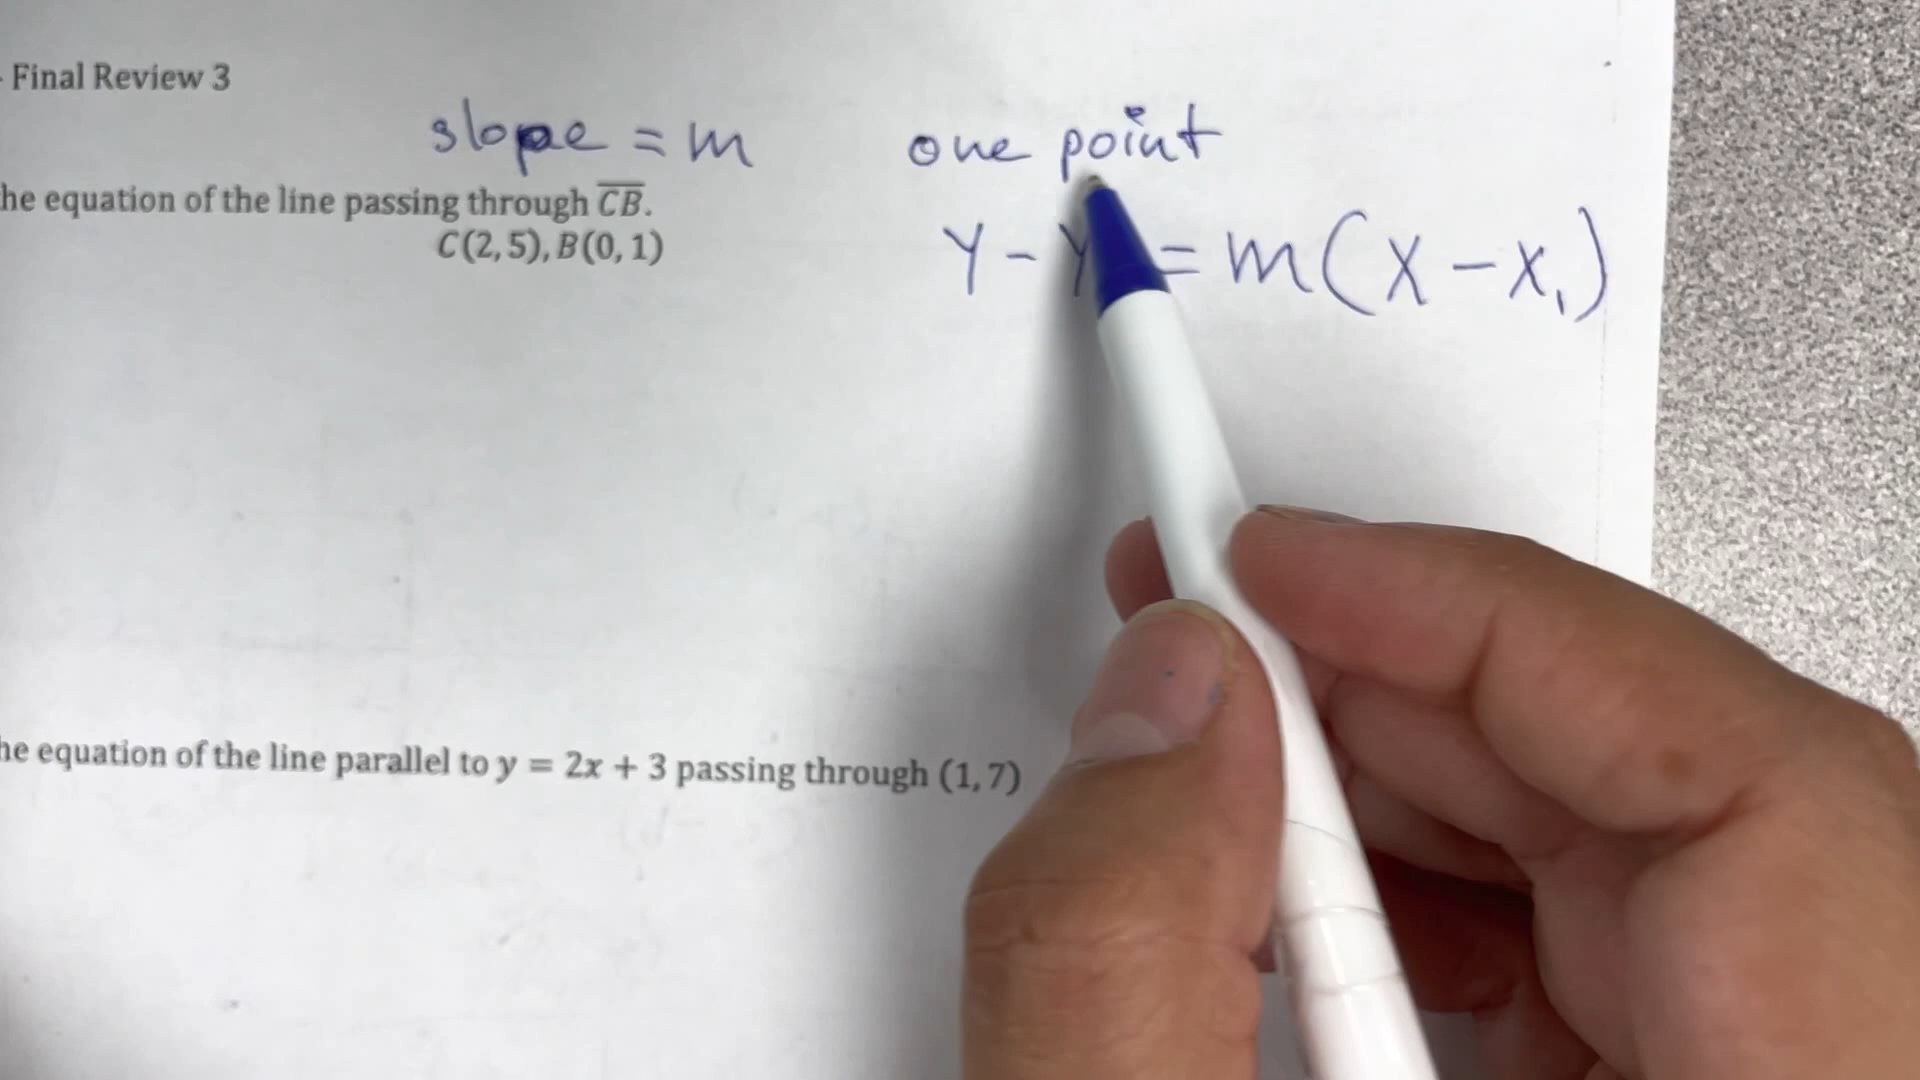 - Final Review 3
slope = m one point
he equation of the line passing through CB.
C(2, 5), B(0, 1)
Y - Y = m(X - X₁)
he equation of the line parallel to y = 2x + 3 passing through (1, 7)